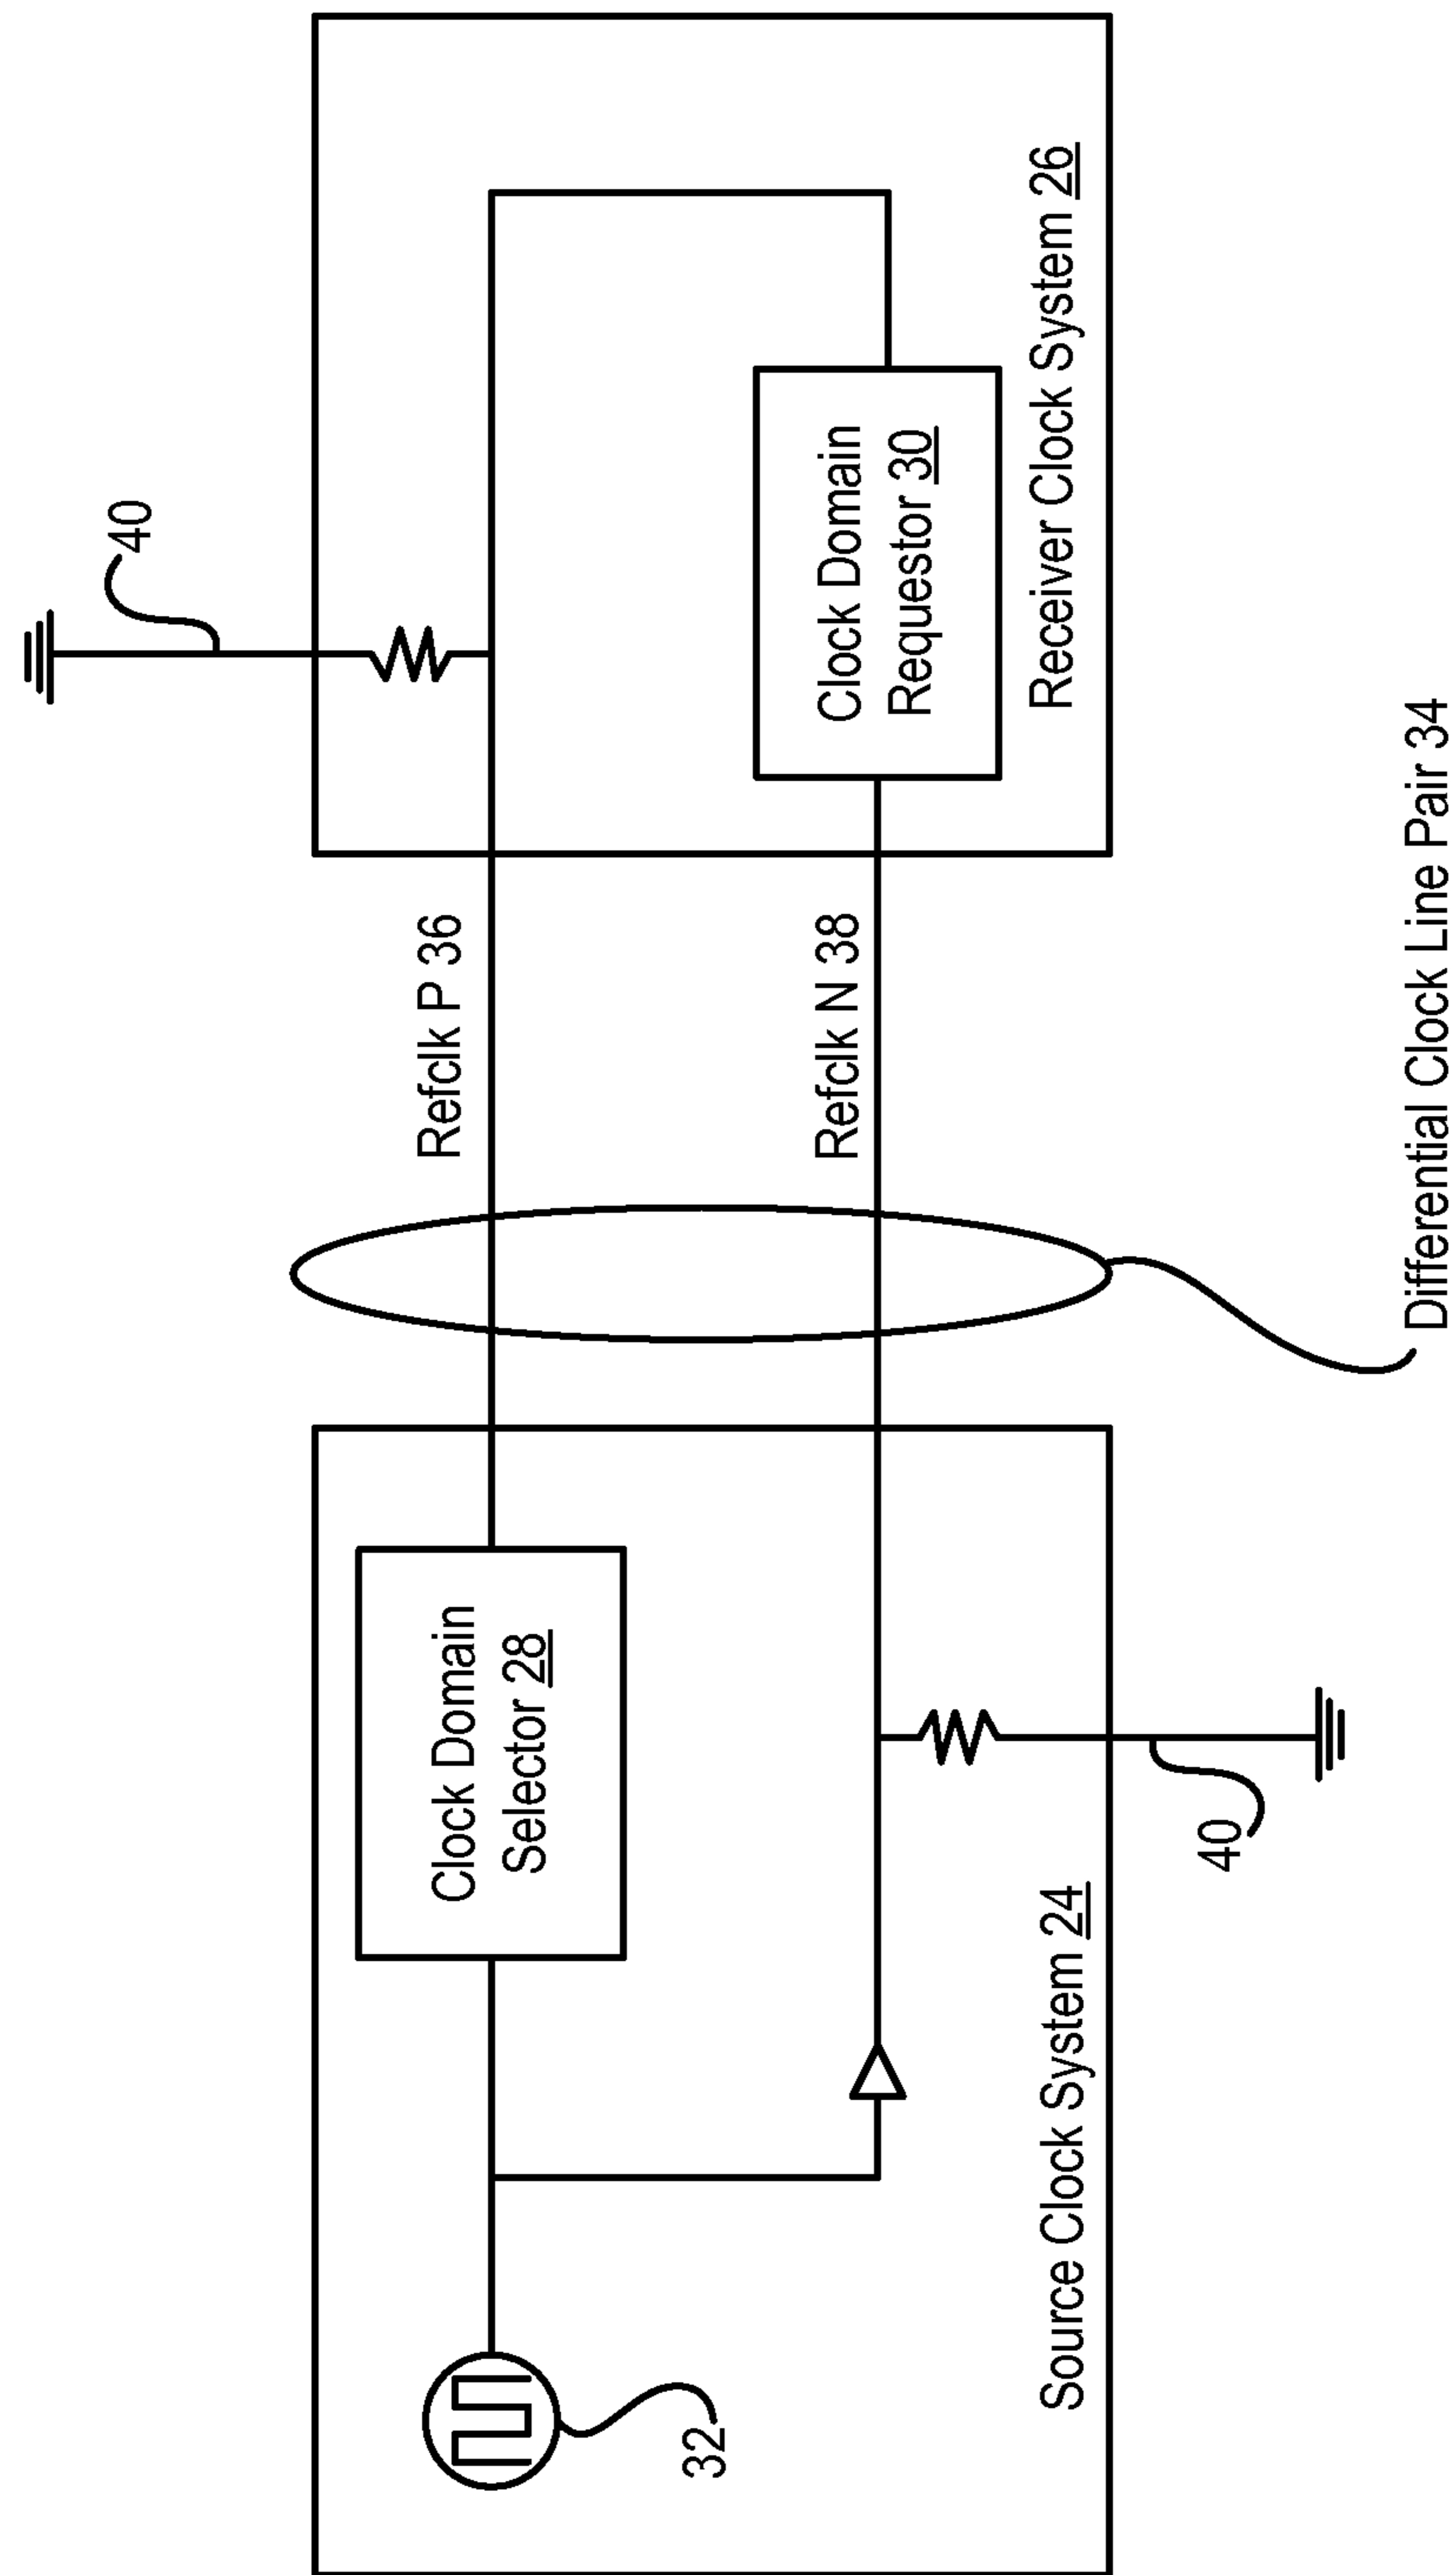 40
Clock Domain
Selector 28
Refclk P 36
32
Refclk N 38
Clock Domain
Requestor 30
Source Clock System 24
Receiver Clock System 26
40
Differential Clock Line Pair 34